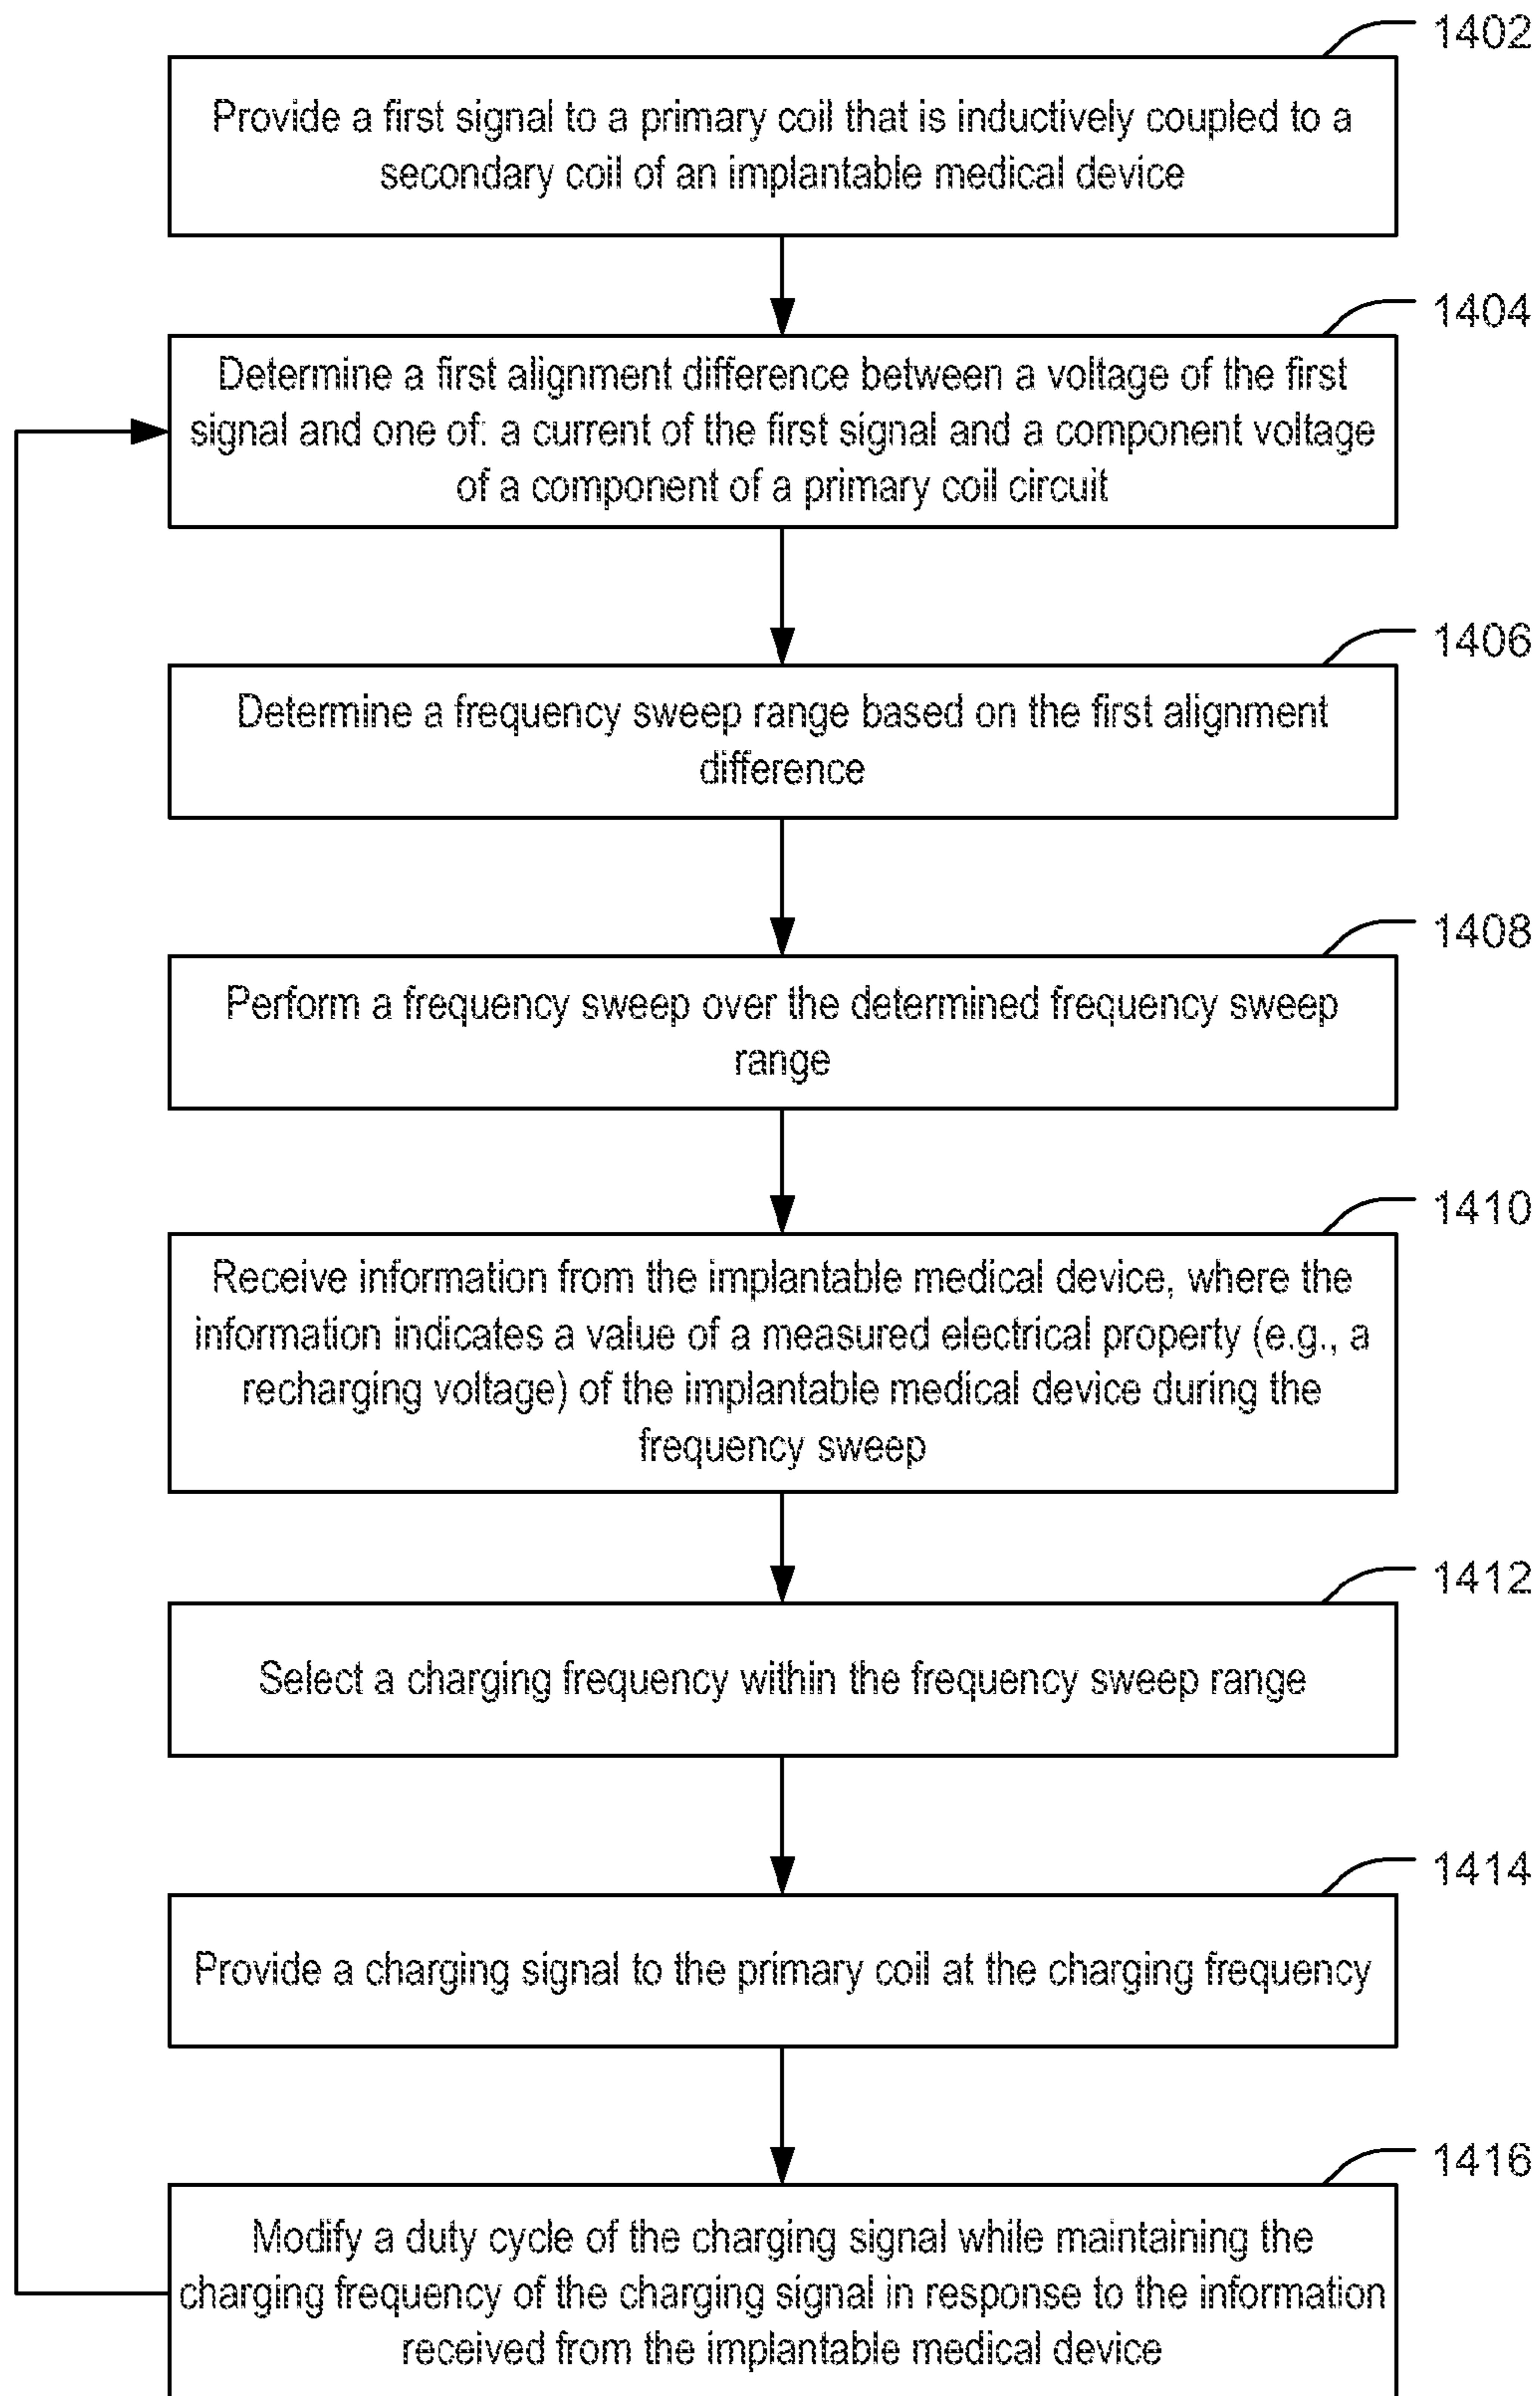 1402
Provide a first signal to a primary coil that is inductively coupled to a
secondary coil of an implantable medical device
1404
Determine a first alignment difference between a voltage of the first
signal and one of: a current of the first signal and a component voltage
of a component of a primary coil circuit
1406
Determine a frequency sweep range based on the first alignment
difference
1408
Perform a frequency sweep over the determined frequency sweep
range
1410
Receive information from the implantable medical device, where the
information indicates a value of a measured electrical property (e.g., a
recharging voltage) of the implantable medical device during the
frequency sweep
1412
Select a charging frequency within the frequency sweep range
1414
Provide a charging signal to the primary coil at the charging frequency
1416
Modify a duty cycle of the charging signal while maintaining the
charging frequency of the charging signal in response to the information
received from the implantable medical device